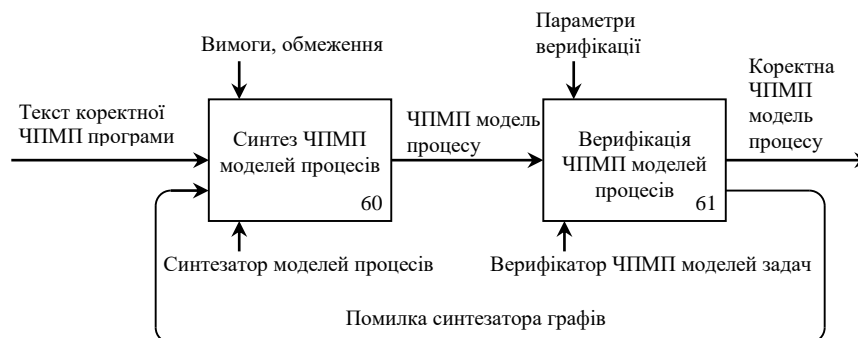 Параметри
верифікації
Вимоги, обмеження
Коректна
ЧПМП
модель
процесу
Текст коректної
ЧПМП програми
Синтез ЧПМП
моделей процесів
60
ЧПМП модель
процесу
Верифікація
ЧПМП моделей
процесів
61
Синтезатор моделей процесів
Верифікатор ЧПМП моделей задач
Помилка синтезатора графів